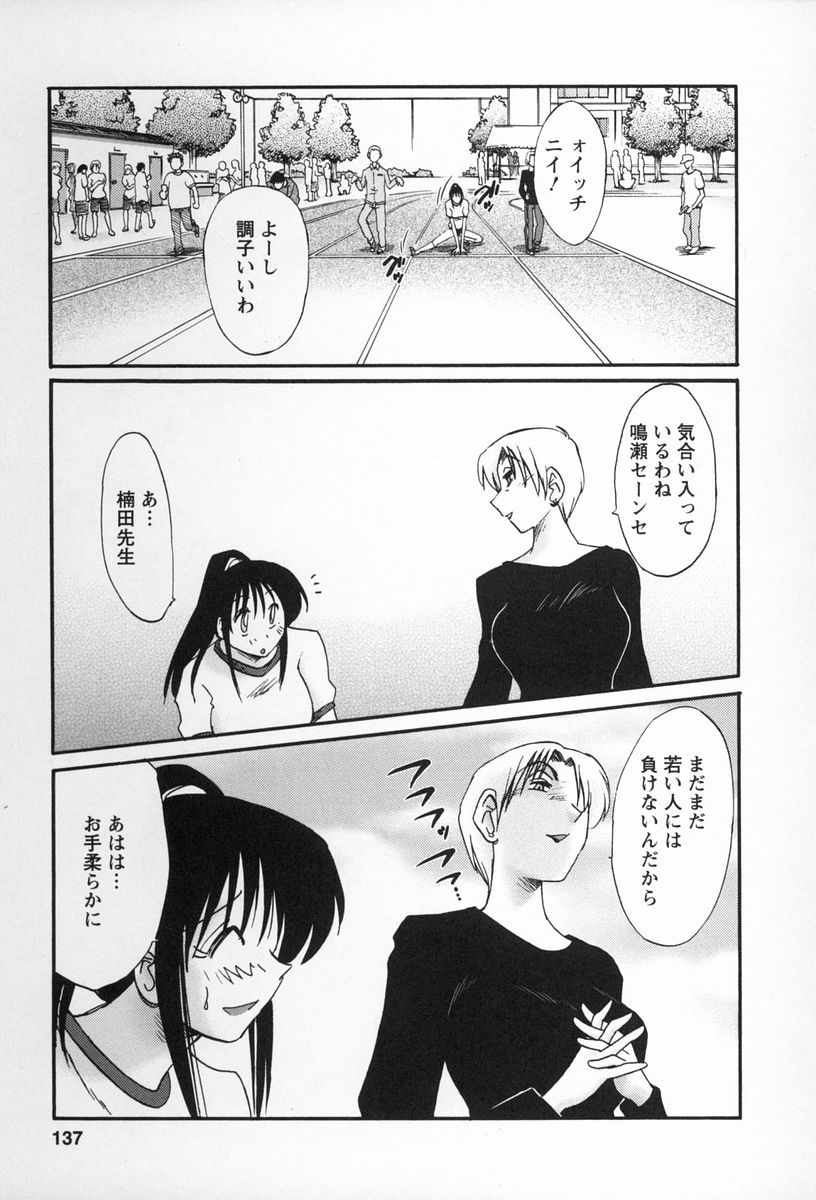 ォイッチ
ニイ！
よーし
調子いいわ
グッ
グッ
気合い入って
いるわね
鳴瀬セーンセ
あ…
楠田先生
まだまだ
若い人には
負けないんだから
フフフフ…
あはは…
お手柔らかに
137